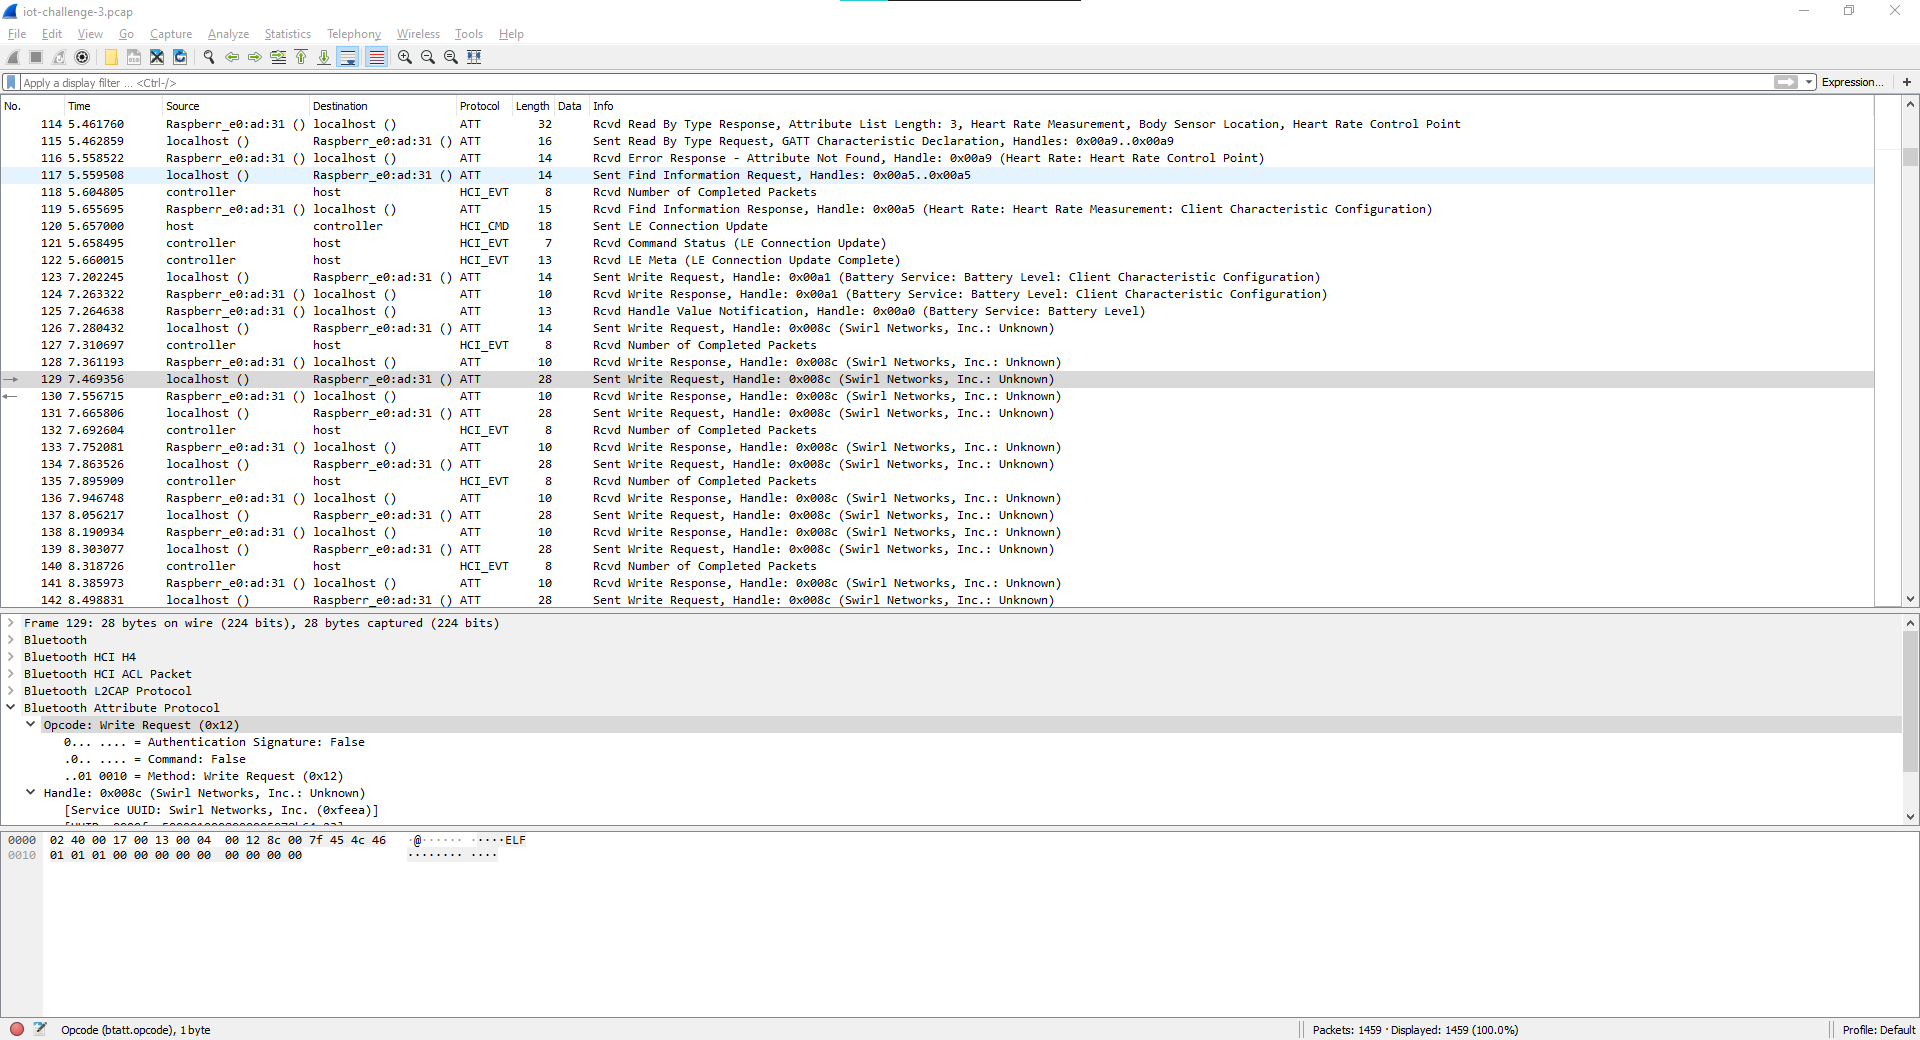 iot-challenge-3.pcap
File Edit View Go Capture Analyze Statistics Telephony Wireless Tools Help
Apply a display filter ... <Ctrl-/> Expression... +
No. Time Source Destination Protocol Length Data Info
114 5.461760 Raspberr_e0:ad:31 () localhost () ATT 32 Rcvd Read By Type Response, Attribute List Length: 3, Heart Rate Measurement, Body Sensor Location, Heart Rate Control Point
115 5.462859 localhost () Raspberr_e0:ad:31 () ATT 16 Sent Read By Type Request, GATT Characteristic Declaration, Handles: 0x00a9..0x00a9
116 5.558522 Raspberr_e0:ad:31 () localhost () ATT 14 Rcvd Error Response - Attribute Not Found, Handle: 0x00a9 (Heart Rate: Heart Rate Control Point)
117 5.559508 localhost () Raspberr_e0:ad:31 () ATT 14 Sent Find Information Request, Handles: 0x00a5..0x00a5
118 5.604805 controller host HCI_EVT 8 Rcvd Number of Completed Packets
119 5.655695 Raspberr_e0:ad:31 () localhost () ATT 15 Rcvd Find Information Response, Handle: 0x00a5 (Heart Rate: Heart Rate Measurement: Client Characteristic Configuration)
120 5.657000 host controller HCI_CMD 18 Sent LE Connection Update
121 5.658495 controller host HCI_EVT 7 Rcvd Command Status (LE Connection Update)
122 5.660015 controller host HCI_EVT 13 Rcvd LE Meta (LE Connection Update Complete)
123 7.202245 localhost () Raspberr_e0:ad:31 () ATT 14 Sent Write Request, Handle: 0x00a1 (Battery Service: Battery Level: Client Characteristic Configuration)
124 7.263322 Raspberr_e0:ad:31 () localhost () ATT 10 Rcvd Write Response, Handle: 0x00a1 (Battery Service: Battery Level: Client Characteristic Configuration)
125 7.264638 Raspberr_e0:ad:31 () localhost () ATT 13 Rcvd Handle Value Notification, Handle: 0x00a0 (Battery Service: Battery Level)
126 7.280432 localhost () Raspberr_e0:ad:31 () ATT 14 Sent Write Request, Handle: 0x008c (Swirl Networks, Inc.: Unknown)
127 7.310697 controller host HCI_EVT 8 Rcvd Number of Completed Packets
128 7.361193 Raspberr_e0:ad:31 () localhost () ATT 10 Rcvd Write Response, Handle: 0x008c (Swirl Networks, Inc.: Unknown)
129 7.469356 localhost () Raspberr_e0:ad:31 () ATT 28 Sent Write Request, Handle: 0x008c (Swirl Networks, Inc.: Unknown)
130 7.556715 Raspberr_e0:ad:31 () localhost () ATT 10 Rcvd Write Response, Handle: 0x008c (Swirl Networks, Inc.: Unknown)
131 7.665806 localhost () Raspberr_e0:ad:31 () ATT 28 Sent Write Request, Handle: 0x008c (Swirl Networks, Inc.: Unknown)
132 7.692604 controller host HCI_EVT 8 Rcvd Number of Completed Packets
133 7.752081 Raspberr_e0:ad:31 () localhost () ATT 10 Rcvd Write Response, Handle: 0x008c (Swirl Networks, Inc.: Unknown)
134 7.863526 localhost () Raspberr_e0:ad:31 () ATT 28 Sent Write Request, Handle: 0x008c (Swirl Networks, Inc.: Unknown)
135 7.895909 controller host HCI_EVT 8 Rcvd Number of Completed Packets
136 7.946748 Raspberr_e0:ad:31 () localhost () ATT 10 Rcvd Write Response, Handle: 0x008c (Swirl Networks, Inc.: Unknown)
137 8.056217 localhost () Raspberr_e0:ad:31 () ATT 28 Sent Write Request, Handle: 0x008c (Swirl Networks, Inc.: Unknown)
138 8.190934 Raspberr_e0:ad:31 () localhost () ATT 10 Rcvd Write Response, Handle: 0x008c (Swirl Networks, Inc.: Unknown)
139 8.303077 localhost () Raspberr_e0:ad:31 () ATT 28 Sent Write Request, Handle: 0x008c (Swirl Networks, Inc.: Unknown)
140 8.318726 controller host HCI_EVT 8 Rcvd Number of Completed Packets
141 8.385973 Raspberr_e0:ad:31 () localhost () ATT 10 Rcvd Write Response, Handle: 0x008c (Swirl Networks, Inc.: Unknown)
142 8.498831 localhost () Raspberr_e0:ad:31 () ATT 28 Sent Write Request, Handle: 0x008c (Swirl Networks, Inc.: Unknown)
Frame 129: 28 bytes on wire (224 bits), 28 bytes captured (224 bits)
Bluetooth
Bluetooth HCI H4
Bluetooth HCI ACL Packet
Bluetooth L2CAP Protocol
Bluetooth Attribute Protocol
Opcode: Write Request (0x12)
0... .... = Authentication Signature: False
.0.. .... = Command: False
..01 0010 = Method: Write Request (0x12)
Handle: 0x008c (Swirl Networks, Inc.: Unknown)
[Service UUID: Swirl Networks, Inc. (0xfeea)]
0000 02 40 00 17 00 13 00 04 00 12 8c 00 7f 45 4c 46 ·@······ ·····ELF
0010 01 01 01 00 00 00 00 00 00 00 00 00 ········ ····
Opcode (btatt.opcode), 1 byte Packets: 1459 · Displayed: 1459 (100.0%) Profile: Default